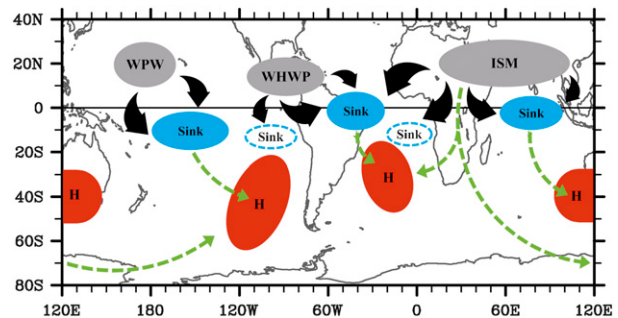 40N
WPW
ISM
20N
WHWP
0
Sink
Sink
Sink
Sink
Sink
20S
40S
H
H
H
H
60S
80S
120E
180
120W
60W
0
60E
120E